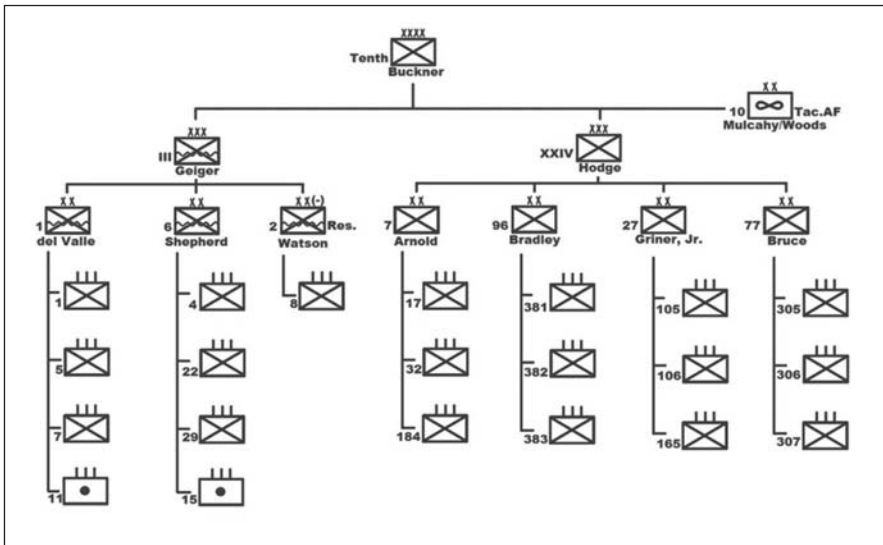 XXXX
Tenth
Buckner
XX
10 Tac.AF
Mulcahy/Woods
XXX
III
Geiger
XXX
XXIV
Hodge
XX
1
del Valle
XX
6
Shepherd
XX(-)
2 Res.
Watson
XX
7
Arnold
XX
96
Bradley
XX
27
Griner, Jr.
XX
77
Bruce
III
1
III
5
III
7
III
11
III
4
III
22
III
29
III
15
III
8
III
17
III
32
III
184
III
381
III
382
III
383
III
105
III
106
III
165
III
305
III
306
III
307